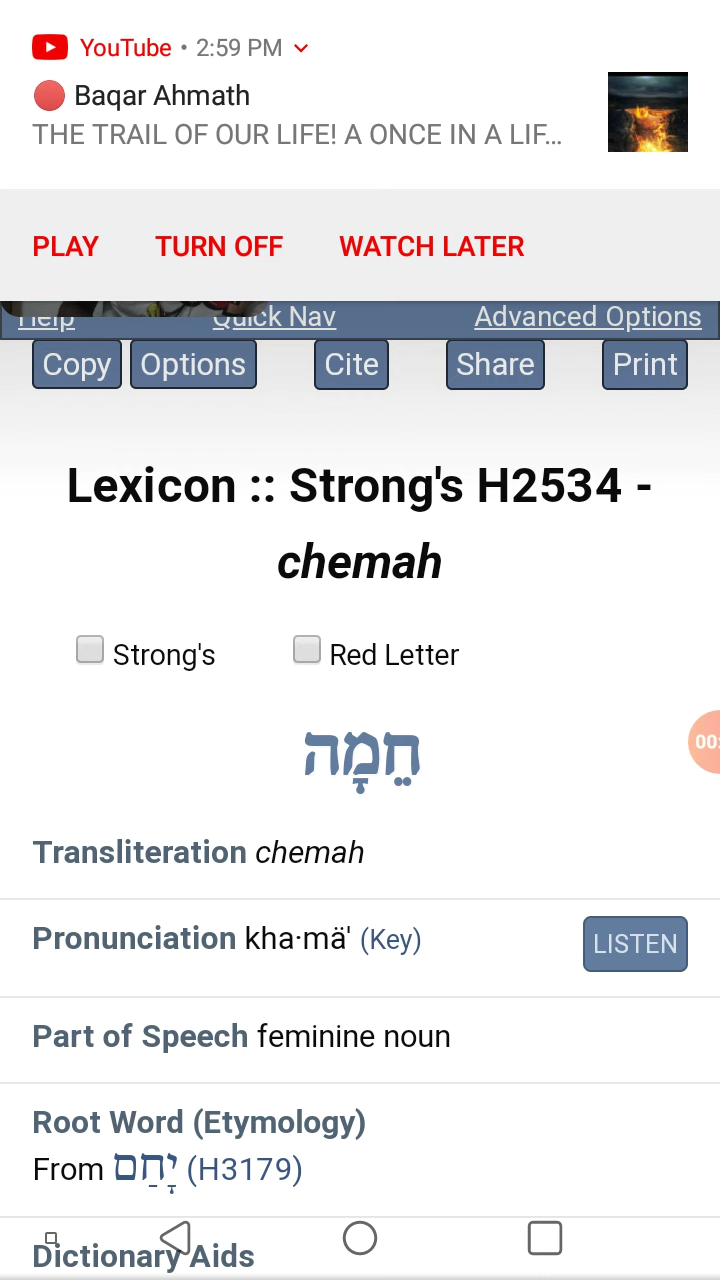 YouTube • 2:59 PM
Baqar Ahmath
THE TRAIL OF OUR LIFE! A ONCE IN A LIF...
PLAY TURN OFF WATCH LATER
Help Quick Nav Advanced Options
Copy Options Cite Share Print
Lexicon :: Strong's H2534 -
chemah
Strong's Red Letter
חֵמָה
00:
Transliteration chemah
Pronunciation kha·mä' (Key) LISTEN
Part of Speech feminine noun
Root Word (Etymology)
From יָחַם (H3179)
Dictionary Aids